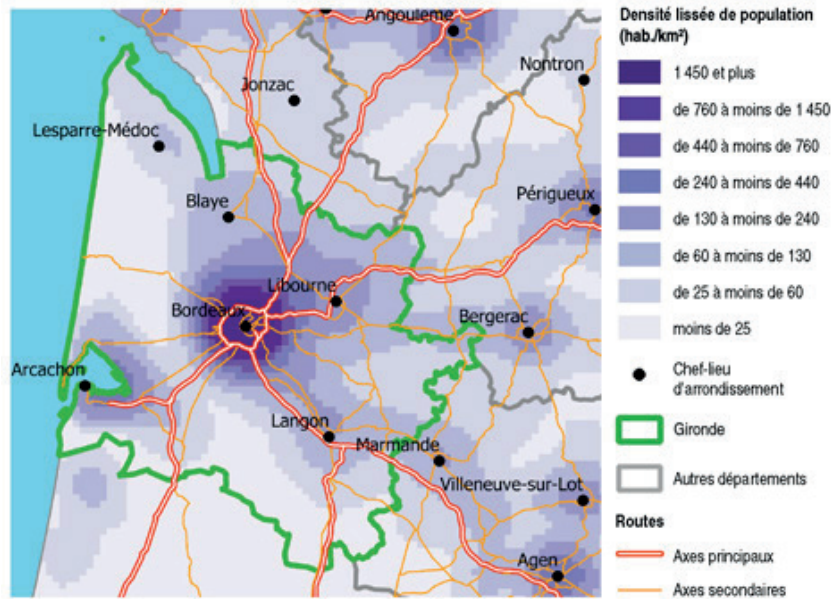 Angoulême
Nontron
Jonzac
Lesparre-Médoc
Périgueux
Blaye
Libourne
Bordeaux
Bergerac
Arcachon
Langon
Marmande
Villeneuve-sur-Lot
Agen
Densité lissée de population
(hab./km²)
1 450 et plus
de 760 à moins de 1 450
de 440 à moins de 760
de 240 à moins de 440
de 130 à moins de 240
de 60 à moins de 130
de 25 à moins de 60
moins de 25
Chef-lieu
d'arrondissement
Gironde
Autres départements
Routes
Axes principaux
Axes secondaires